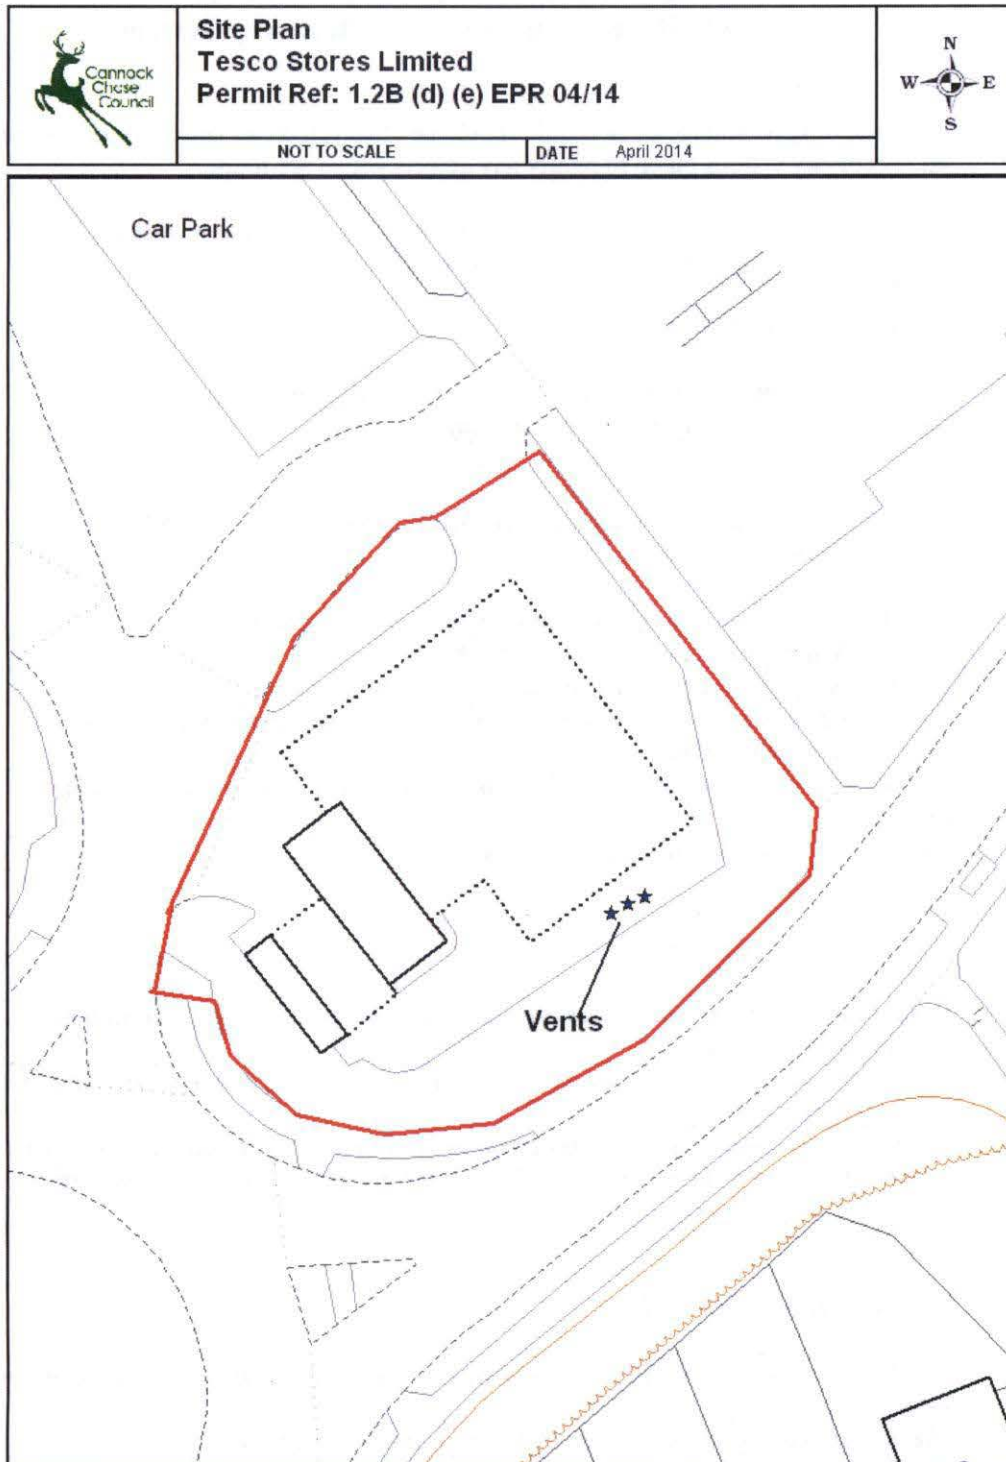 Cannock
Chase
Council
Site Plan
Tesco Stores Limited
Permit Ref: 1.2B (d) (e) EPR 04/14
N
W E
S
NOT TO SCALE
DATE April 2014
Car Park
Vents